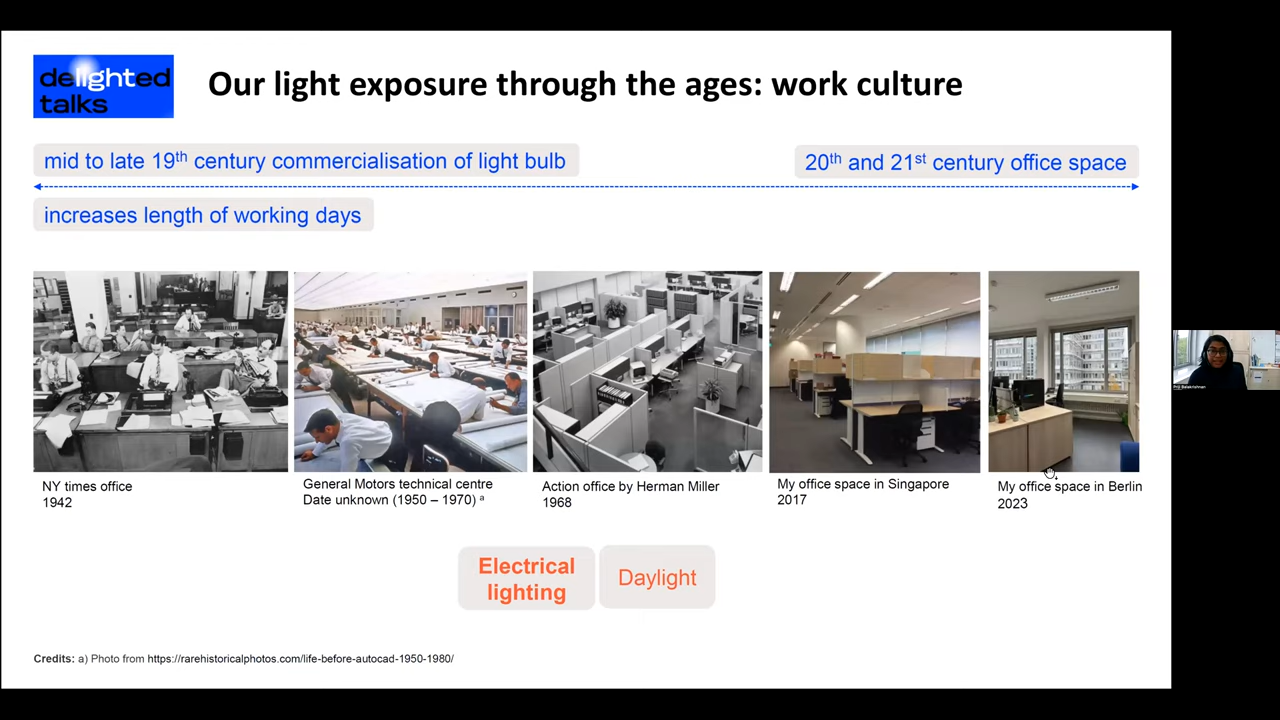 delighted
talks
Our light exposure through the ages: work culture
mid to late 19th century commercialisation of light bulb
20th and 21st century office space
increases length of working days
NY times office
1942
General Motors technical centre
Date unknown (1950 – 1970) a
Action office by Herman Miller
1968
My office space in Singapore
2017
My office space in Berlin
2023
Electrical
lighting
Daylight
Credits: a) Photo from https://rarehistoricalphotos.com/life-before-autocad-1950-1980/
Priji Balakrishnan